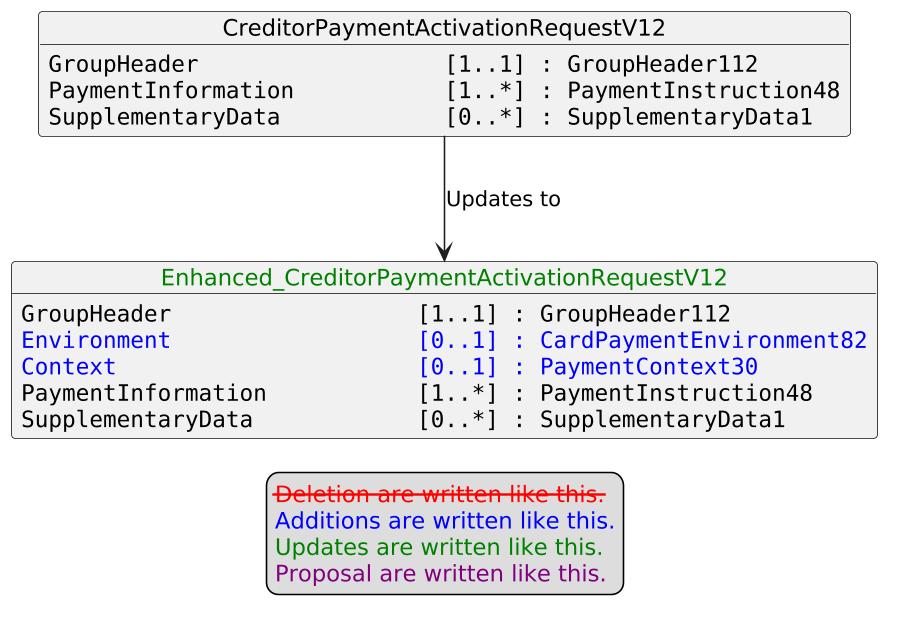 CreditorPaymentActivationRequestV12
GroupHeader [1..1] : GroupHeader112
PaymentInformation [1..*] : PaymentInstruction48
SupplementaryData [0..*] : SupplementaryData1
Updates to
Enhanced_CreditorPaymentActivationRequestV12
GroupHeader [1..1] : GroupHeader112
Environment [0..1] : CardPaymentEnvironment82
Context [0..1] : PaymentContext30
PaymentInformation [1..*] : PaymentInstruction48
SupplementaryData [0..*] : SupplementaryData1
Deletion are written like this.
Additions are written like this.
Updates are written like this.
Proposal are written like this.